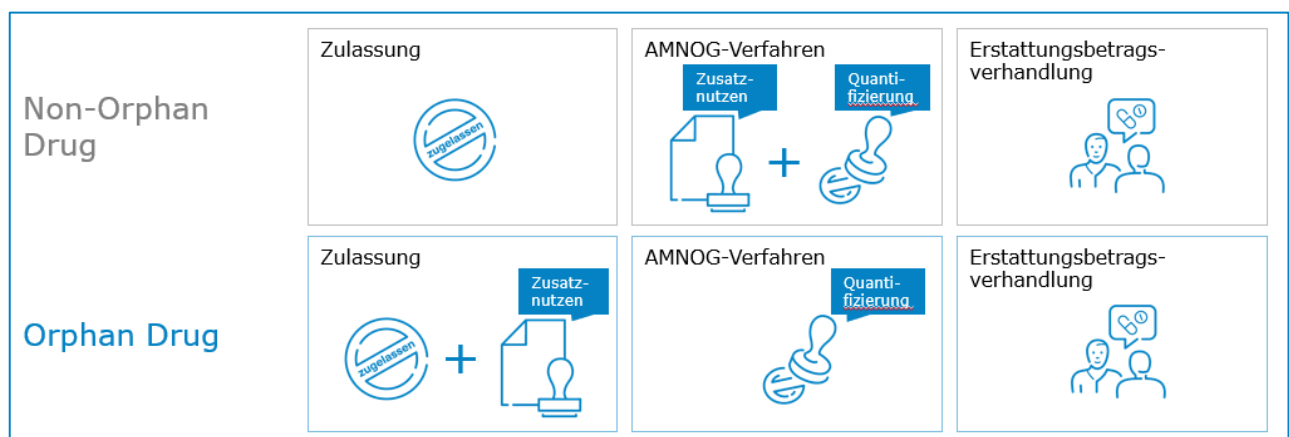 Non-Orphan
Drug
Zulassung
zugelassen
AMNOG-Verfahren
Zusatz-
nutzen
+
Quanti-
fizierung
Erstattungsbetrags-
verhandlung
Orphan Drug
Zulassung
zugelassen
+
Zusatz-
nutzen
AMNOG-Verfahren
Quanti-
fizierung
Erstattungsbetrags-
verhandlung